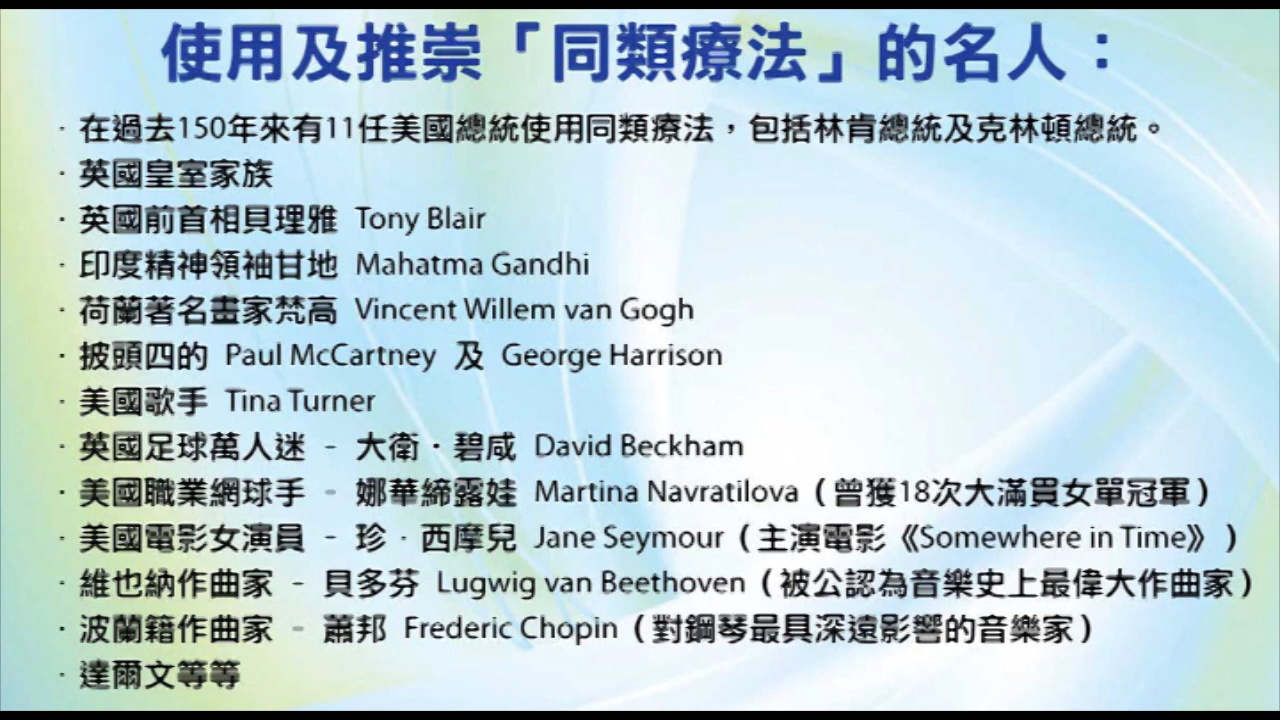 使用及推崇「同類療法」的名人：
· 在過去150年來有11任美國總統使用同類療法，包括林肯總統及克林頓總統。
· 英國皇室家族
· 英國前首相貝理雅 Tony Blair
· 印度精神領袖甘地 Mahatma Gandhi
· 荷蘭著名畫家梵高 Vincent Willem van Gogh
· 披頭四的 Paul McCartney 及 George Harrison
· 美國歌手 Tina Turner
· 英國足球萬人迷 - 大衛·碧咸 David Beckham
· 美國職業網球手 - 娜華締露娃 Martina Navratilova（曾獲18次大滿買女單冠軍）
· 美國電影女演員 - 珍·西摩兒 Jane Seymour（主演電影《Somewhere in Time》）
· 維也納作曲家 - 貝多芬 Lugwig van Beethoven（被公認為音樂史上最偉大作曲家）
· 波蘭籍作曲家 - 蕭邦 Frederic Chopin（對鋼琴最具深遠影響的音樂家）
· 達爾文等等